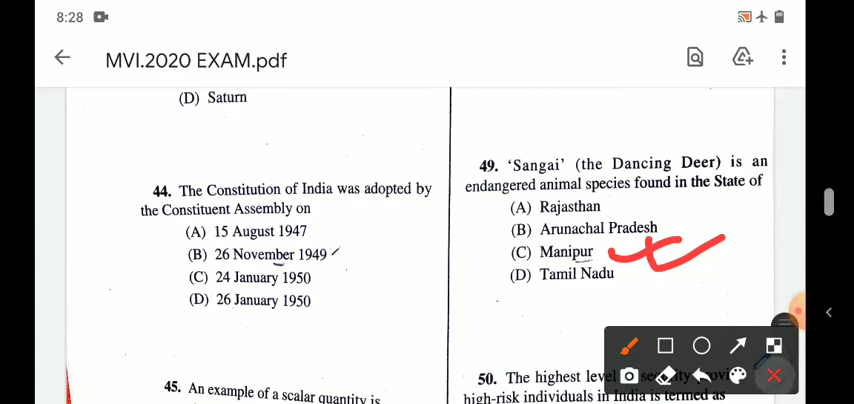 8:28
MVI.2020 EXAM.pdf
(D) Saturn
44. The Constitution of India was adopted by
the Constituent Assembly on
(A) 15 August 1947
(B) 26 November 1949
(C) 24 January 1950
(D) 26 January 1950
45. An example of a scalar quantity is
49. ‘Sangai’ (the Dancing Deer) is an
endangered animal species found in the State of
(A) Rajasthan
(B) Arunachal Pradesh
(C) Manipur
(D) Tamil Nadu
50. The highest level
high-risk individuals in India is termed as